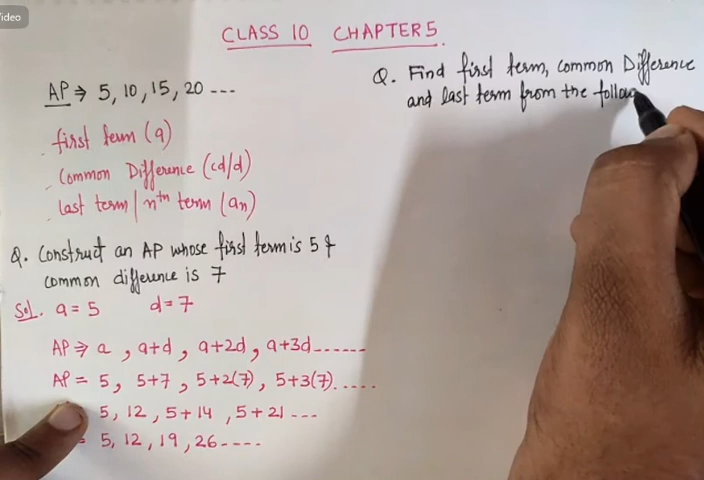 ideo
CLASS 10 CHAPTER 5
AP ⇒ 5, 10, 15, 20 ---
first term (a)
Common Difference (cd/d)
last term / nth term (an)
Q. Construct an AP whose first term is 5 &
common difference is 7
Sol. a = 5 d = 7
AP ⇒ a, a+d, a+2d, a+3d------
AP = 5, 5+7, 5+2(7), 5+3(7).....
5, 12, 5+14, 5+21 ---
= 5, 12, 19, 26----
Q. Find first term, common Difference
and last term from the follow